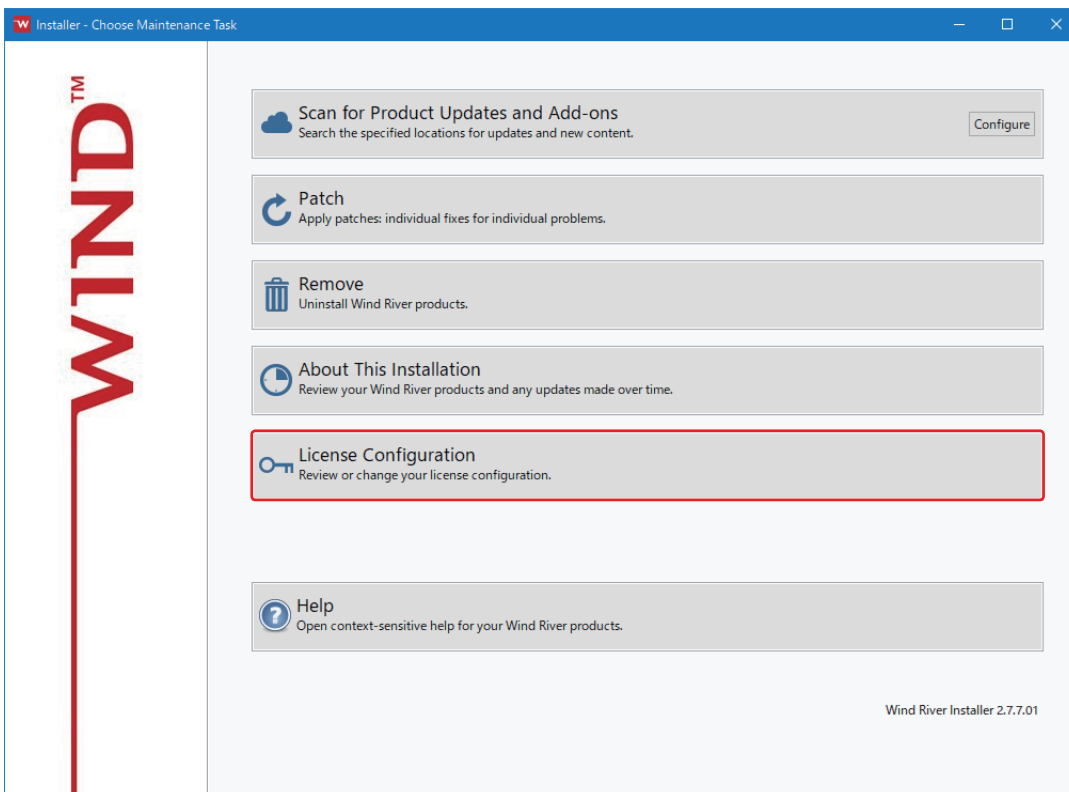 Installer - Choose Maintenance Task
WIND™
Scan for Product Updates and Add-ons
Search the specified locations for updates and new content.
Configure
Patch
Apply patches: individual fixes for individual problems.
Remove
Uninstall Wind River products.
About This Installation
Review your Wind River products and any updates made over time.
License Configuration
Review or change your license configuration.
Help
Open context-sensitive help for your Wind River products.
Wind River Installer 2.7.7.01